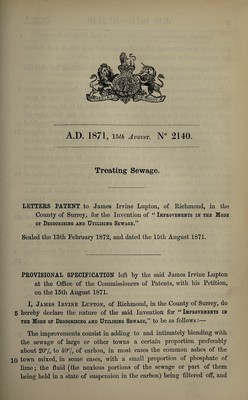 A.D. 1871, 15th August. Nº 2140.
Treating Sewage.
LETTERS PATENT to James Irvine Lupton, of Richmond, in the
County of Surrey, for the Invention of "Improvements in the Mode
of Deodorising and Utilising Sewage."
Sealed the 13th February 1872, and dated the 15th August 1871.
PROVISIONAL SPECIFICATION left by the said James Irvine Lupton
at the Office of the Commissioners of Patents, with his Petition,
on the 15th August 1871.
I, James Irvine Lupton, of Richmond, in the County of Surrey, do
5 hereby declare the nature of the said Invention for "Improvements in
the Mode of Deodorising and Utilising Sewage," to be as follows:—
The improvements consist in adding to and intimately blending with
the sewage of large or other towns a certain proportion preferably
about 20% to 40%, of carbon, in most cases the common ashes of the
10 town mixed, in some cases, with a small proportion of phosphate of
lime; the fluid (the noxious portions of the sewage or part of them
being held in a state of suspension in the carbon) being filtered off, and